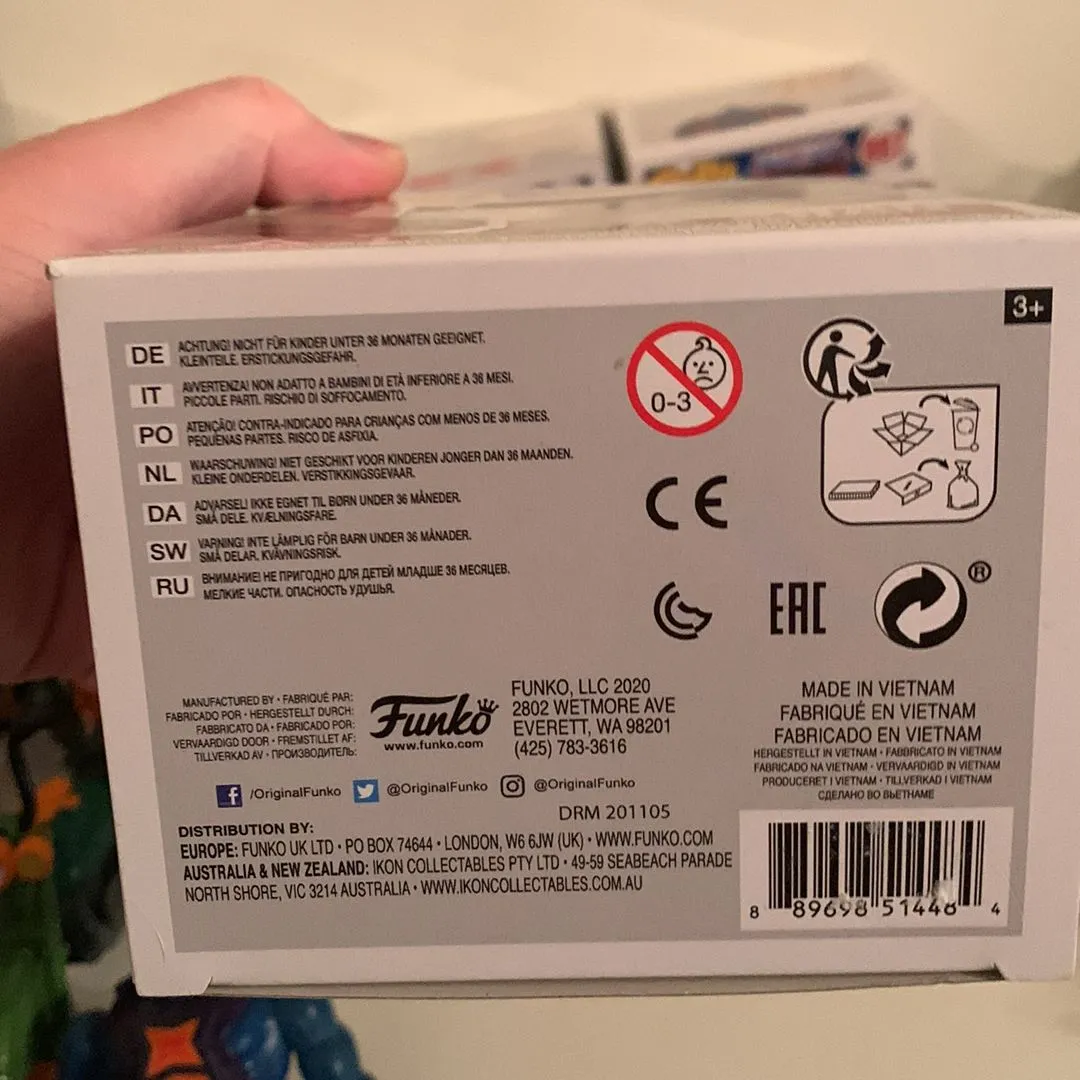 3+
DE ACHTUNG! NICHT FÜR KINDER UNTER 36 MONATEN GEEIGNET.
KLEINTEILE. ERSTICKUNGSGEFAHR.
IT AVVERTENZA! NON ADATTO A BAMBINI DI ETÀ INFERIORE A 36 MESI.
PICCOLE PARTI. RISCHIO DI SOFFOCAMENTO.
PO ATENÇÃO! CONTRA-INDICADO PARA CRIANÇAS COM MENOS DE 36 MESES.
PEQUENAS PARTES. RISCO DE ASFIXIA.
NL WAARSCHUWING! NIET GESCHIKT VOOR KINDEREN JONGER DAN 36 MAANDEN.
KLEINE ONDERDELEN. VERSTIKKINGSGEVAAR.
DA ADVARSEL! IKKE EGNET TIL BØRN UNDER 36 MÅNEDER.
SMÅ DELE. KVÆLNINGSFARE.
SW VARNING! INTE LÄMPLIG FÖR BARN UNDER 36 MÅNADER.
SMÅ DELAR. KVÄVNINGSRISK.
RU ВНИМАНИЕ! НЕ ПРИГОДНО ДЛЯ ДЕТЕЙ МЛАДШЕ 36 МЕСЯЦЕВ.
МЕЛКИЕ ЧАСТИ. ОПАСНОСТЬ УДУШЬЯ.
0-3
CE
EAC
®
MANUFACTURED BY • FABRIQUÉ PAR:
FABRICADO POR • HERGESTELLT DURCH:
FABBRICATO DA • FABRICADO POR:
VERVAARDIGD DOOR • FREMSTILLET AF:
TILLVERKAD AV • ПРОИЗВОДИТЕЛЬ:
Funko
www.funko.com
FUNKO, LLC 2020
2802 WETMORE AVE
EVERETT, WA 98201
(425) 783-3616
MADE IN VIETNAM
FABRIQUÉ EN VIETNAM
FABRICADO EN VIETNAM
HERGESTELLT IN VIETNAM • FABBRICATO IN VIETNAM
FABRICADO NA VIETNAM • VERVAARDIGD IN VIETNAM
PRODUCERET I VIETNAM • TILLVERKAD I VIETNAM
СДЕЛАНО ВО ВЬЕТНАМЕ
/OriginalFunko @OriginalFunko @OriginalFunko
DRM 201105
DISTRIBUTION BY:
EUROPE: FUNKO UK LTD • PO BOX 74644 • LONDON, W6 6JW (UK) • WWW.FUNKO.COM
AUSTRALIA & NEW ZEALAND: IKON COLLECTABLES PTY LTD • 49-59 SEABEACH PARADE
NORTH SHORE, VIC 3214 AUSTRALIA • WWW.IKONCOLLECTABLES.COM.AU
8 89698 51448 4